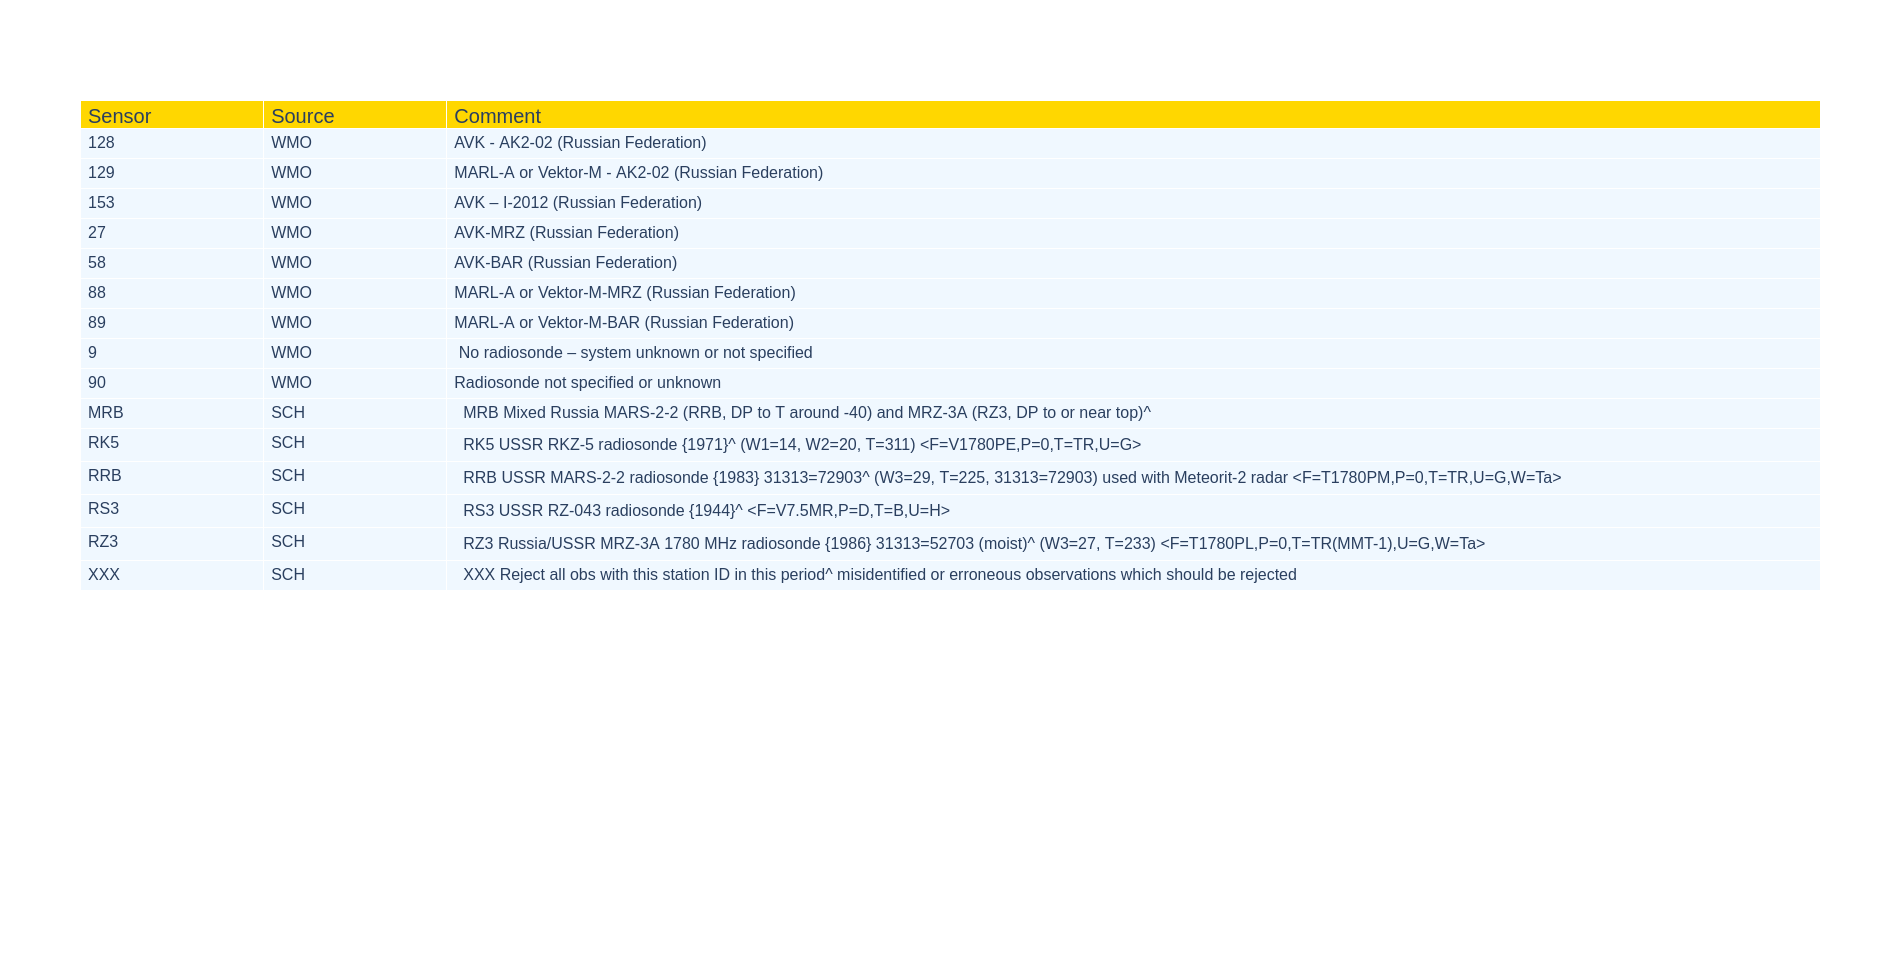 Sensor Source Comment
128 WMO AVK - AK2-02 (Russian Federation)
129 WMO MARL-A or Vektor-M - AK2-02 (Russian Federation)
153 WMO AVK – I-2012 (Russian Federation)
27 WMO AVK-MRZ (Russian Federation)
58 WMO AVK-BAR (Russian Federation)
88 WMO MARL-A or Vektor-M-MRZ (Russian Federation)
89 WMO MARL-A or Vektor-M-BAR (Russian Federation)
9 WMO No radiosonde – system unknown or not specified
90 WMO Radiosonde not specified or unknown
MRB SCH MRB Mixed Russia MARS-2-2 (RRB, DP to T around -40) and MRZ-3A (RZ3, DP to or near top)^
RK5 SCH RK5 USSR RKZ-5 radiosonde {1971}^ (W1=14, W2=20, T=311) <F=V1780PE,P=0,T=TR,U=G>
RRB SCH RRB USSR MARS-2-2 radiosonde {1983} 31313=72903^ (W3=29, T=225, 31313=72903) used with Meteorit-2 radar <F=T1780PM,P=0,T=TR,U=G,W=Ta>
RS3 SCH RS3 USSR RZ-043 radiosonde {1944}^ <F=V7.5MR,P=D,T=B,U=H>
RZ3 SCH RZ3 Russia/USSR MRZ-3A 1780 MHz radiosonde {1986} 31313=52703 (moist)^ (W3=27, T=233) <F=T1780PL,P=0,T=TR(MMT-1),U=G,W=Ta>
XXX SCH XXX Reject all obs with this station ID in this period^ misidentified or erroneous observations which should be rejected